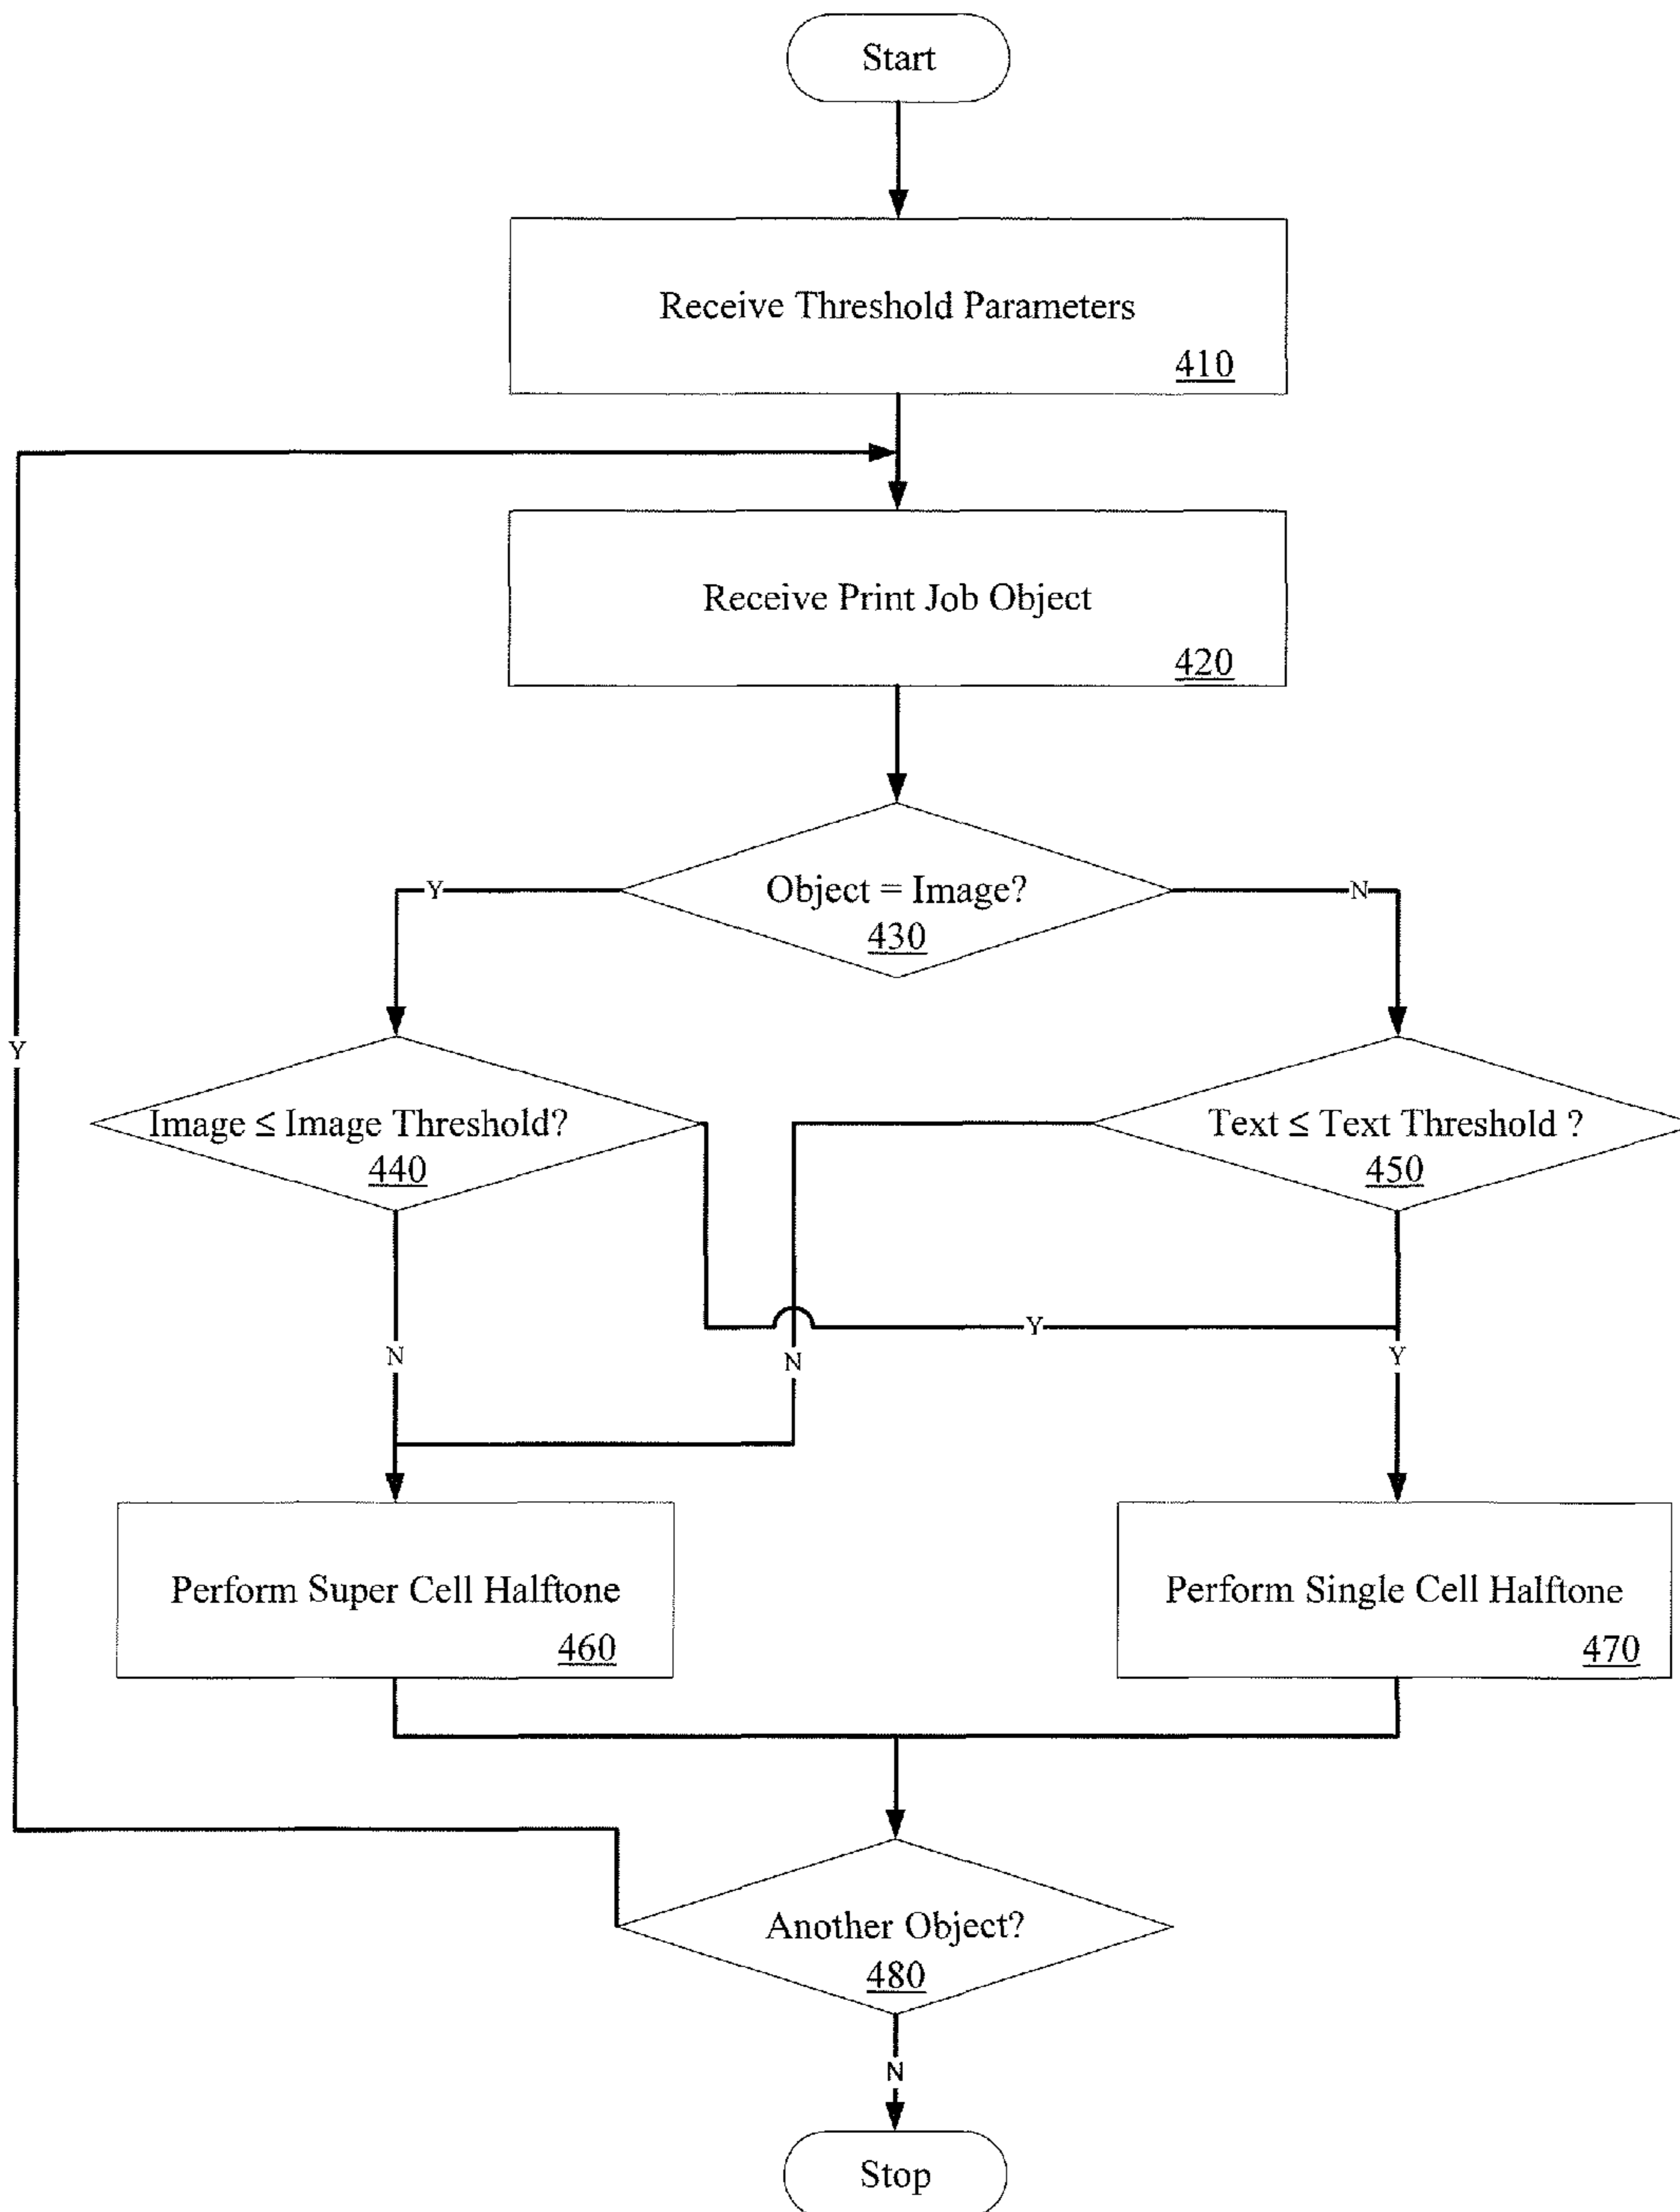 Start
Receive Threshold Parameters
410
Receive Print Job Object
420
Object = Image?
430
Y
N
Image ≤ Image Threshold?
440
Text ≤ Text Threshold ?
450
Y
Y
N
N
Y
Perform Super Cell Halftone
460
Perform Single Cell Halftone
470
Another Object?
480
N
Stop